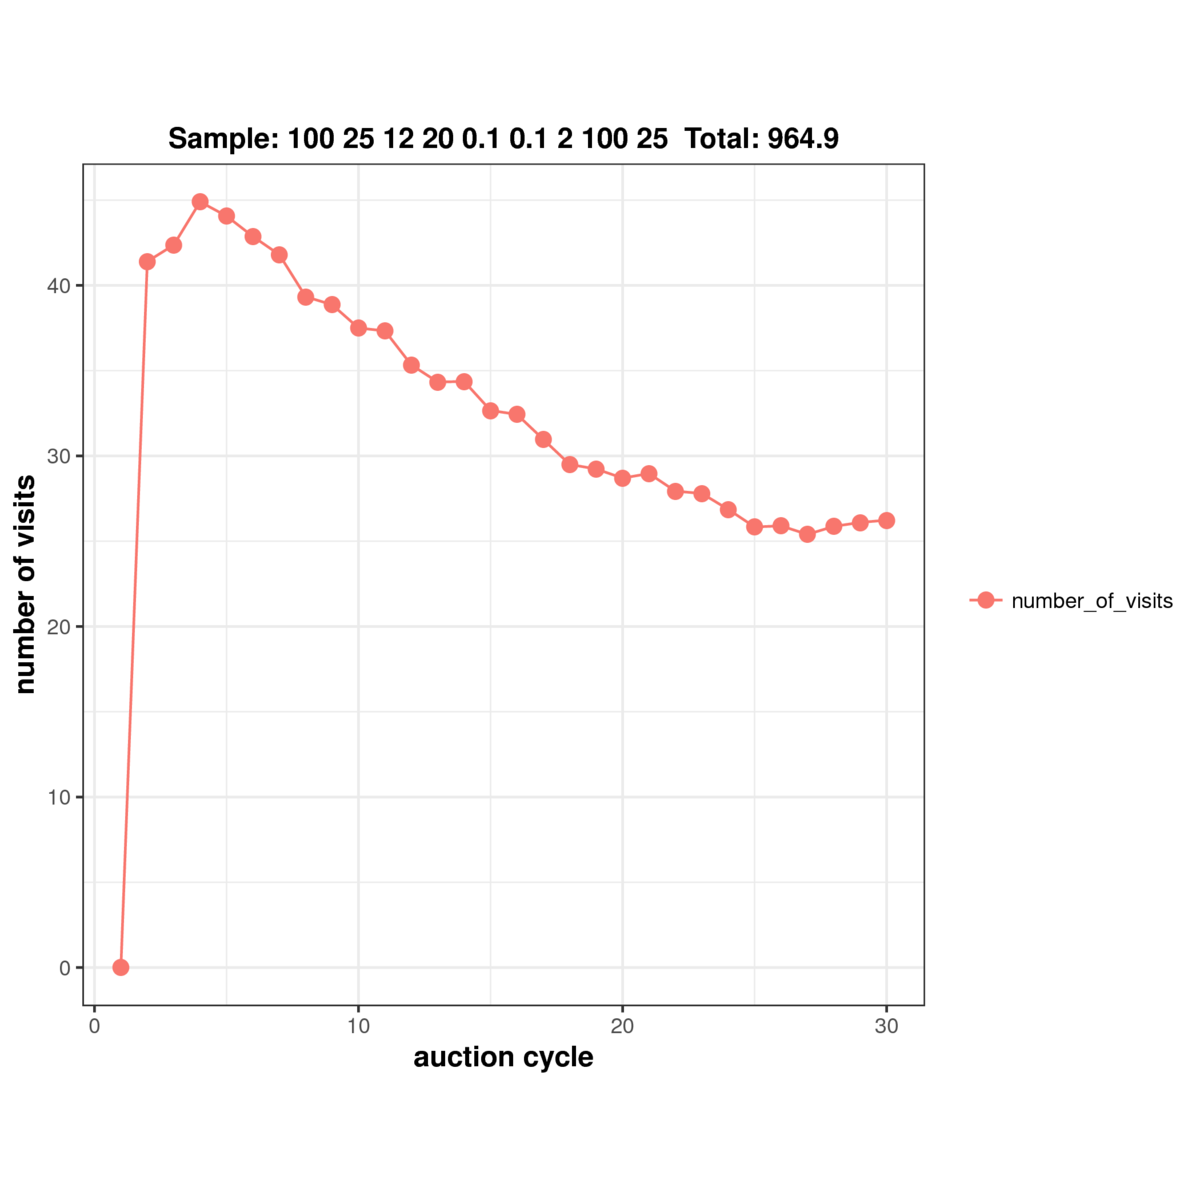 Sample: 100 25 12 20 0.1 0.1 2 100 25  Total: 964.9
number of visits
40
30
20
10
0
0 10 20 30
auction cycle
number_of_visits